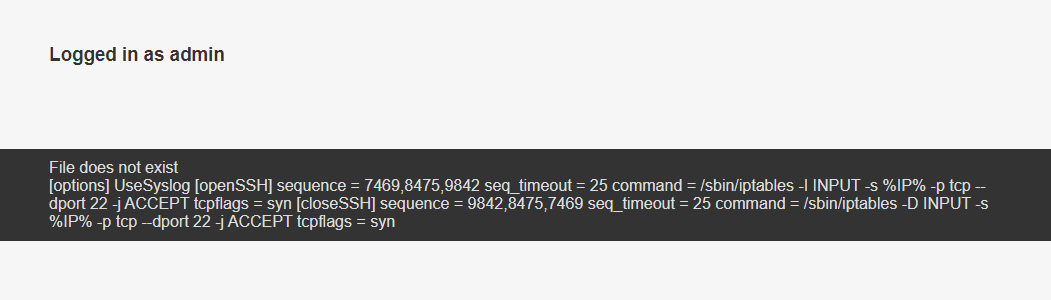 Logged in as admin
File does not exist
[options] UseSyslog [openSSH] sequence = 7469,8475,9842 seq_timeout = 25 command = /sbin/iptables -I INPUT -s %IP% -p tcp --
dport 22 -j ACCEPT tcpflags = syn [closeSSH] sequence = 9842,8475,7469 seq_timeout = 25 command = /sbin/iptables -D INPUT -s
%IP% -p tcp --dport 22 -j ACCEPT tcpflags = syn